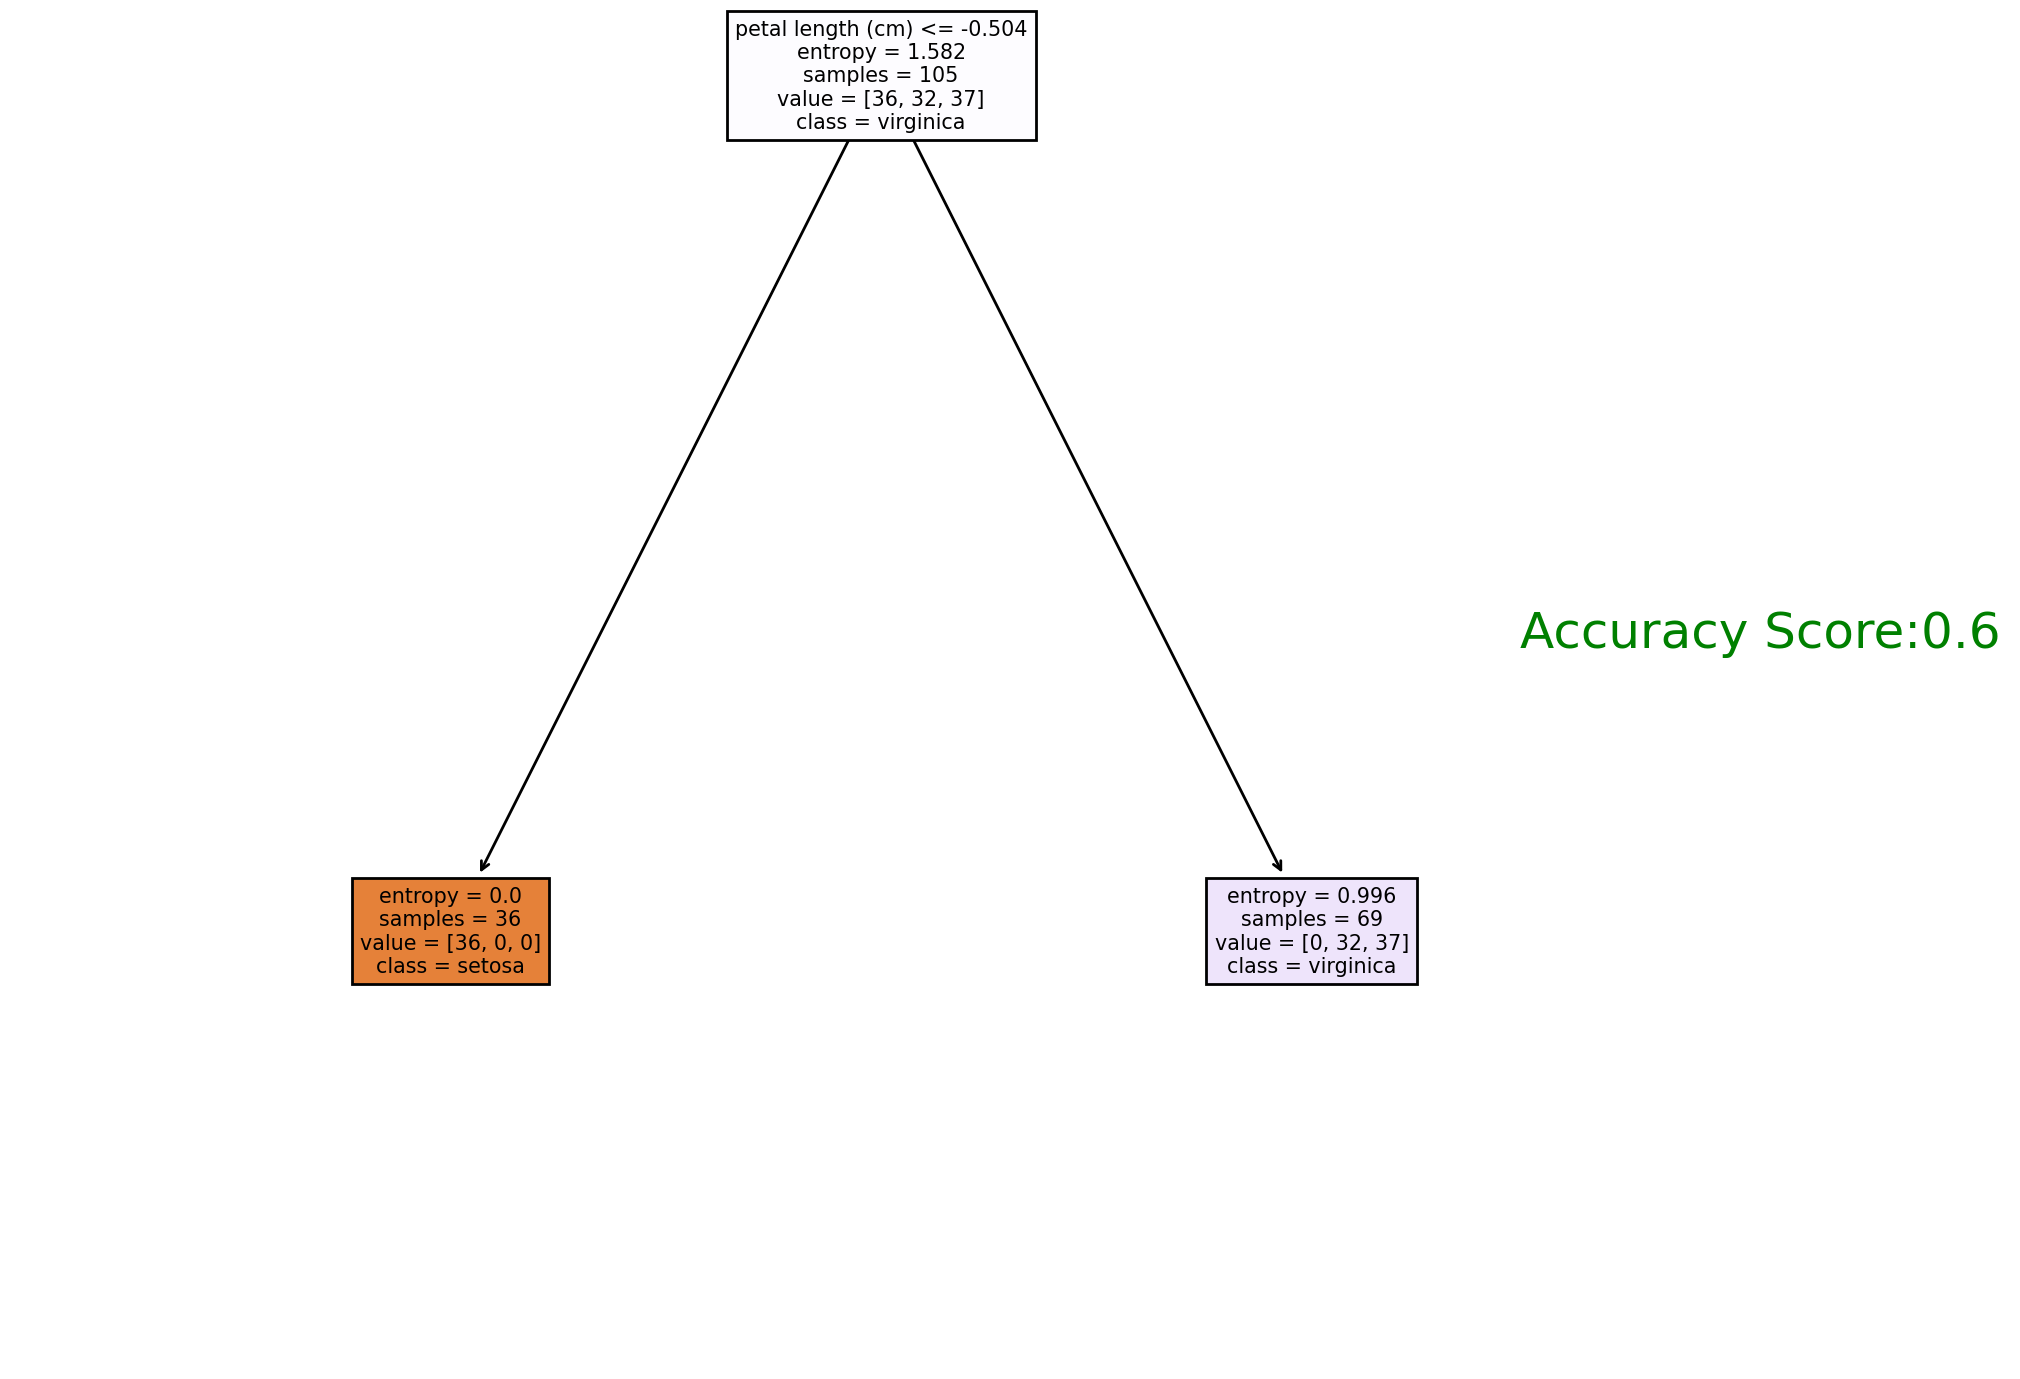 petal length (cm) <= -0.504
entropy = 1.582
samples = 105
value = [36, 32, 37]
class = virginica
Accuracy Score:0.6
entropy = 0.0
samples = 36
value = [36, 0, 0]
class = setosa
entropy = 0.996
samples = 69
value = [0, 32, 37]
class = virginica